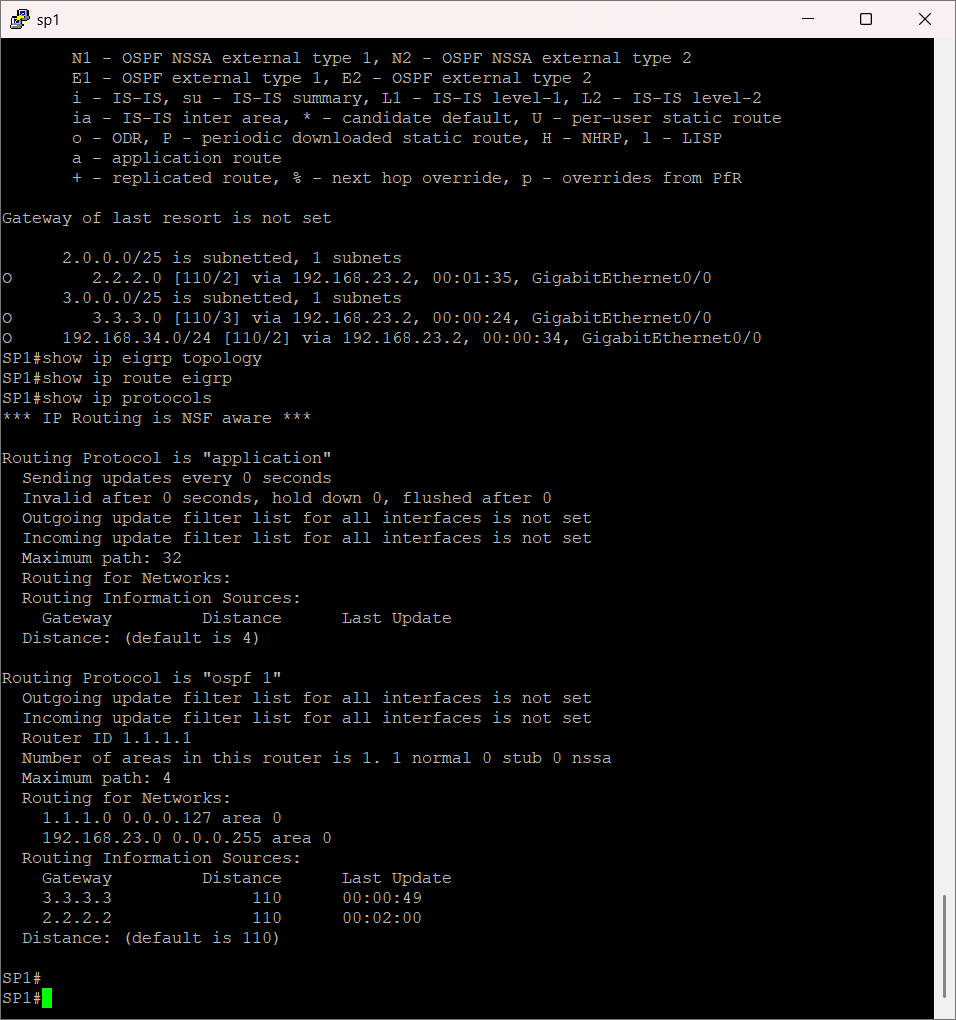 sp1
N1 - OSPF NSSA external type 1, N2 - OSPF NSSA external type 2
E1 - OSPF external type 1, E2 - OSPF external type 2
i - IS-IS, su - IS-IS summary, L1 - IS-IS level-1, L2 - IS-IS level-2
ia - IS-IS inter area, * - candidate default, U - per-user static route
o - ODR, P - periodic downloaded static route, H - NHRP, l - LISP
a - application route
+ - replicated route, % - next hop override, p - overrides from PfR
Gateway of last resort is not set
2.0.0.0/25 is subnetted, 1 subnets
O        2.2.2.0 [110/2] via 192.168.23.2, 00:01:35, GigabitEthernet0/0
3.0.0.0/25 is subnetted, 1 subnets
O        3.3.3.0 [110/3] via 192.168.23.2, 00:00:24, GigabitEthernet0/0
O     192.168.34.0/24 [110/2] via 192.168.23.2, 00:00:34, GigabitEthernet0/0
SP1#show ip eigrp topology
SP1#show ip route eigrp
SP1#show ip protocols
*** IP Routing is NSF aware ***
Routing Protocol is "application"
  Sending updates every 0 seconds
  Invalid after 0 seconds, hold down 0, flushed after 0
  Outgoing update filter list for all interfaces is not set
  Incoming update filter list for all interfaces is not set
  Maximum path: 32
  Routing for Networks:
  Routing Information Sources:
    Gateway         Distance      Last Update
  Distance: (default is 4)
Routing Protocol is "ospf 1"
  Outgoing update filter list for all interfaces is not set
  Incoming update filter list for all interfaces is not set
  Router ID 1.1.1.1
  Number of areas in this router is 1. 1 normal 0 stub 0 nssa
  Maximum path: 4
  Routing for Networks:
    1.1.1.0 0.0.0.127 area 0
    192.168.23.0 0.0.0.255 area 0
  Routing Information Sources:
    Gateway         Distance      Last Update
    3.3.3.3              110      00:00:49
    2.2.2.2              110      00:02:00
  Distance: (default is 110)
SP1#
SP1#